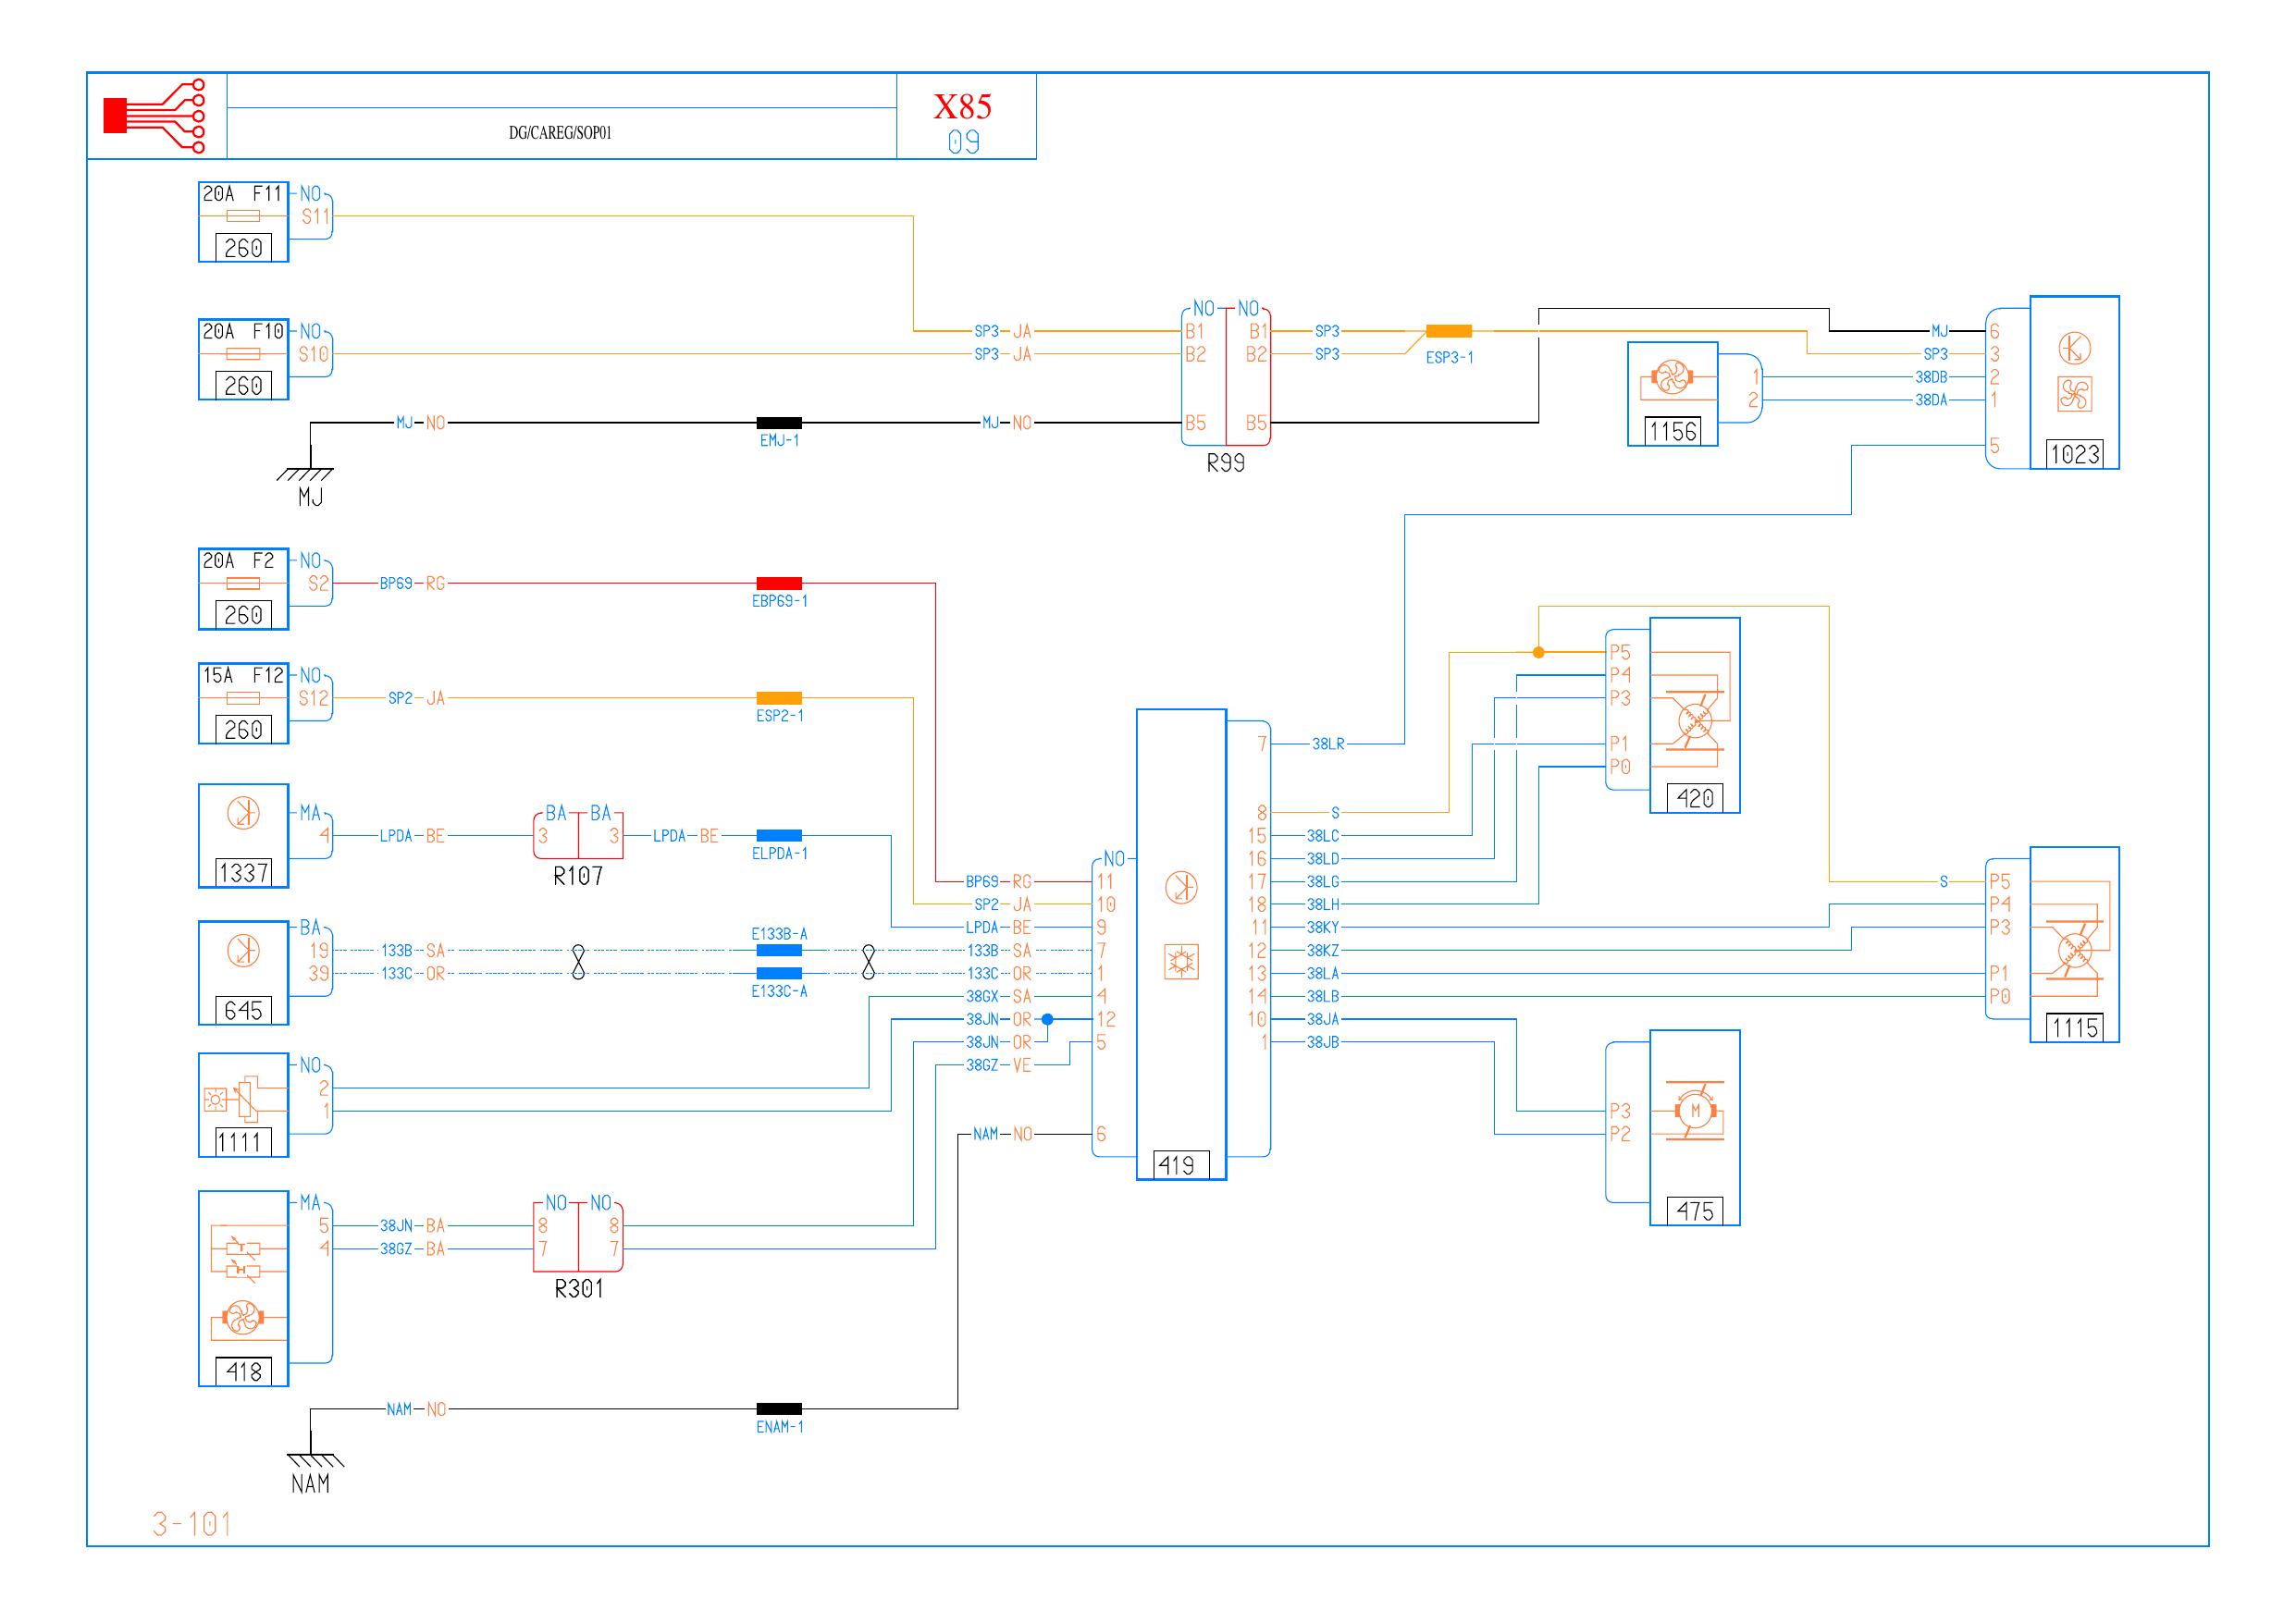 X85
DG/CAREG/SOP01
09
20A F11 NO
S11
260
NO NO
20A F10 NO
SP3 JA B1 B1 SP3
MJ 6
S10
SP3 JA B2 B2 SP3
ESP3-1
SP3 3
260
38DB 2
1
38DA 1
2
MJ NO
EMJ-1
MJ NO B5 B5
1156
5
1023
R99
MJ
20A F2 NO
S2 BP69 RG
EBP69-1
260
P5
15A F12 NO
P4
S12 SP2 JA
P3
ESP2-1
260
7 38LR
P1
P0
420
MA BA BA
8 S
4 LPDA BE 3 3 LPDA BE
15 38LC
ELPDA-1
NO
16 38LD
1337
R107
BP69 RG 11
17 38LG
S P5
SP2 JA 10
18 38LH
P4
BA
E133B-A
LPDA BE 9
11 38KY
P3
19 133B SA
133B SA 7
12 38KZ
39 133C OR
133C OR 1
13 38LA
P1
E133C-A
38GX SA 4
14 38LB
P0
645
38JN OR 12
10 38JA
1115
38JN OR 5
1 38JB
NO
38GZ VE
2
1
M
P3
1111
NAM NO 6
P2
419
MA NO NO
475
5 38JN BA 8 8
T
4 38GZ BA 7 7
H
R301
418
NAM NO
ENAM-1
NAM
3-101